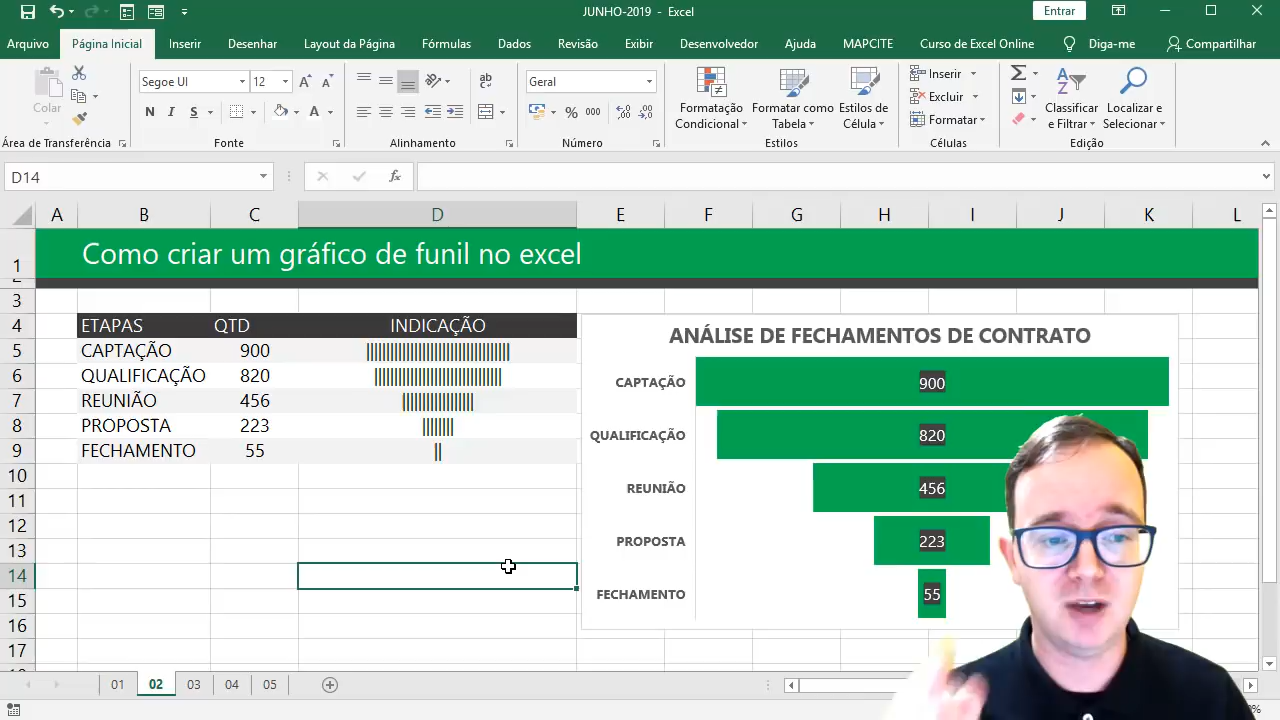 JUNHO-2019 - Excel
Entrar
Arquivo
Página Inicial
Inserir
Desenhar
Layout da Página
Fórmulas
Dados
Revisão
Exibir
Desenvolvedor
Ajuda
MAPCITE
Curso de Excel Online
Diga-me
Compartilhar
Colar
Segoe UI
12
N I S
Geral
% 000
Formatação Condicional
Formatar como Tabela
Estilos de Célula
Inserir
Excluir
Formatar
Classificar e Filtrar
Localizar e Selecionar
Área de Transferência
Fonte
Alinhamento
Número
Estilos
Células
Edição
D14
fx
A B C D E F G H I J K L
1 Como criar um gráfico de funil no excel
2
3
4 ETAPAS QTD INDICAÇÃO
5 CAPTAÇÃO 900
6 QUALIFICAÇÃO 820
7 REUNIÃO 456
8 PROPOSTA 223
9 FECHAMENTO 55
10
11
12
13
14
15
16
17
ANÁLISE DE FECHAMENTOS DE CONTRATO
CAPTAÇÃO 900
QUALIFICAÇÃO 820
REUNIÃO 456
PROPOSTA 223
FECHAMENTO 55
01 02 03 04 05